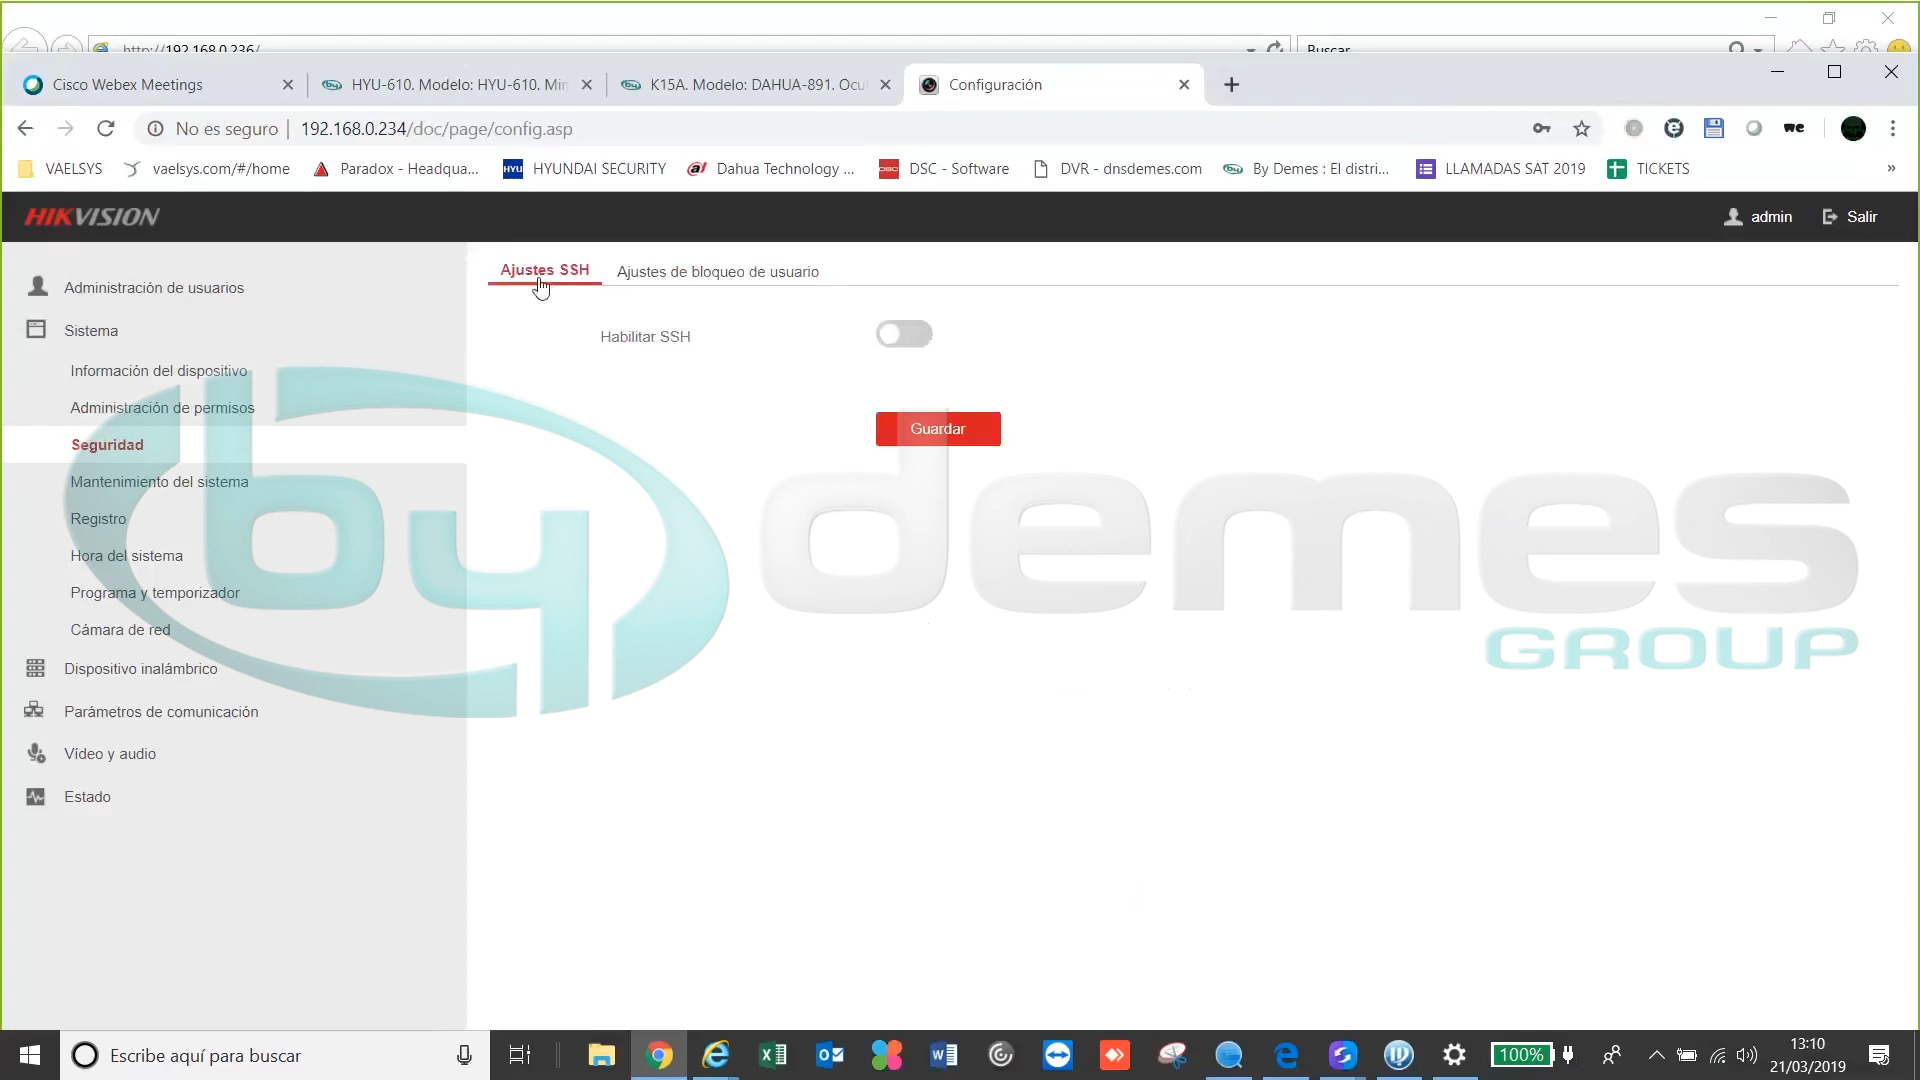 http://192.168.0.236/
Buscar...
Cisco Webex Meetings
HYU-610. Modelo: HYU-610. Min
K15A. Modelo: DAHUA-891. Ocu
Configuración
No es seguro | 192.168.0.234/doc/page/config.asp
VAELSYS
vaelsys.com/#/home
Paradox - Headqua...
HYU
HYUNDAI SECURITY
Dahua Technology ...
DSC
DSC - Software
DVR - dnsdemes.com
By Demes : El distri...
LLAMADAS SAT 2019
TICKETS
»
HIKVISION
admin
Salir
Administración de usuarios
Sistema
Información del dispositivo
Administración de permisos
Seguridad
Mantenimiento del sistema
Registro
Hora del sistema
Programa y temporizador
Cámara de red
Dispositivo inalámbrico
Parámetros de comunicación
Vídeo y audio
Estado
Ajustes SSH
Ajustes de bloqueo de usuario
Habilitar SSH
Guardar
by demes
GROUP
Escribe aquí para buscar
100%
13:10
21/03/2019